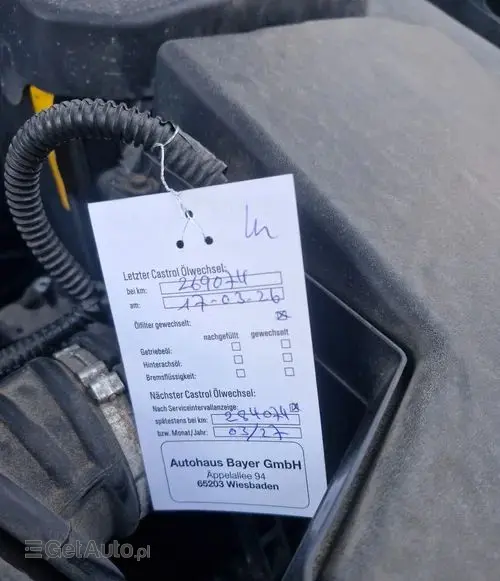 Letzter Castrol Ölwechsel:
bei km: 269074
am: 17-03-26
Ölfilter gewechselt: ☒
nachgefüllt gewechselt
Getriebeöl: ☐ ☐
Hinterachsöl: ☐ ☐
Bremsflüssigkeit: ☐ ☐
Nächster Castrol Ölwechsel:
Nach Serviceintervallanzeige: ☒
spätestens bei km: 284074
bzw. Monat/Jahr: 03/27
Autohaus Bayer GmbH
Äppelallee 94
65203 Wiesbaden
GetAuto.pl